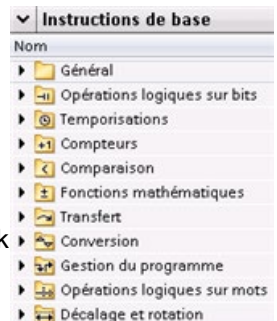 Instructions de base
Nom
Général
Opérations logiques sur bits
Temporisations
Compteurs
Comparaison
Fonctions mathématiques
Transfert
k Conversion
Gestion du programme
Opérations logiques sur mots
Décalage et rotation